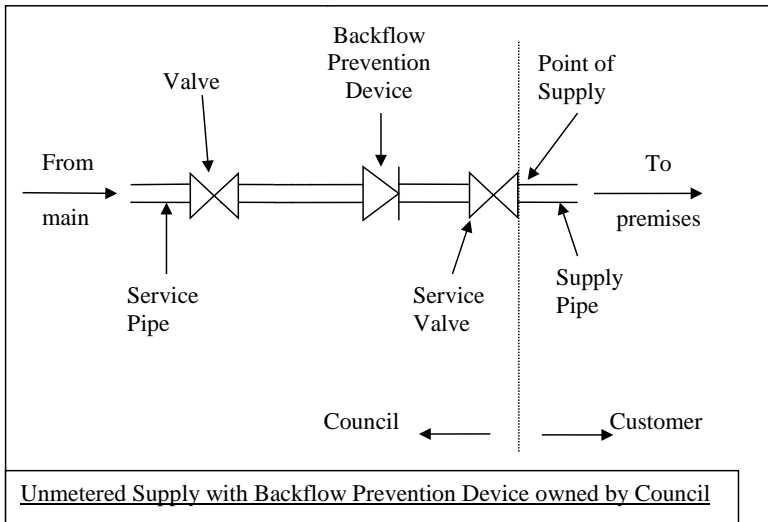 Backflow
Prevention
Device
Valve
Point of
Supply
From
main
To
premises
Service
Pipe
Service
Valve
Supply
Pipe
Council
Customer
Unmetered Supply with Backflow Prevention Device owned by Council